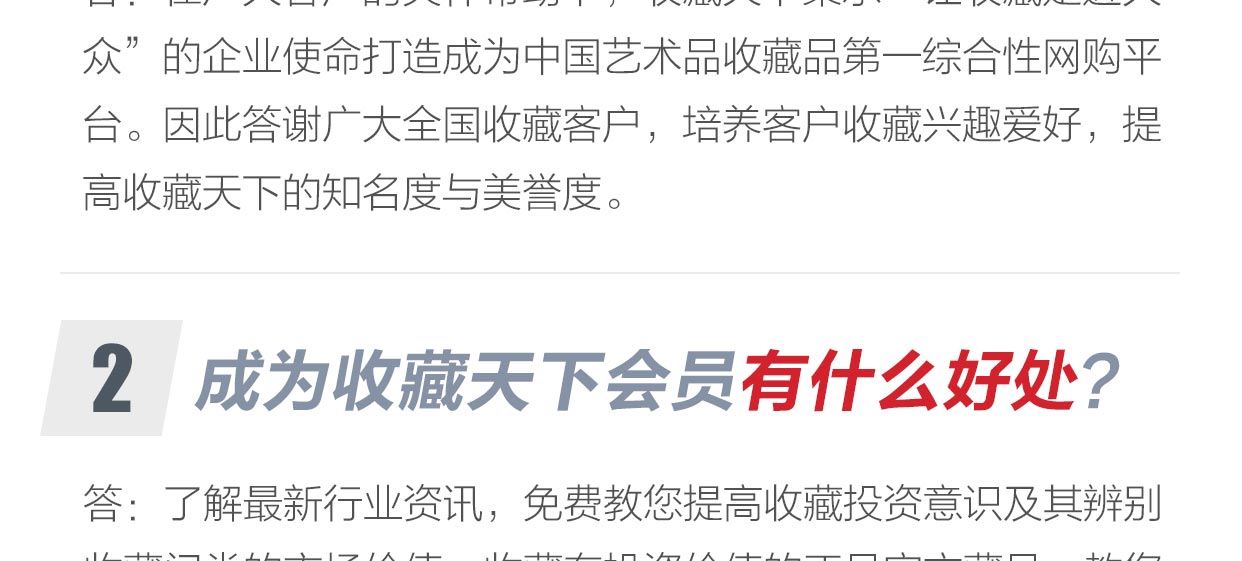 众”的企业使命打造成为中国艺术品收藏品第一综合性网购平
台。因此答谢广大全国收藏客户，培养客户收藏兴趣爱好，提
高收藏天下的知名度与美誉度。
2 成为收藏天下会员有什么好处?
答：了解最新行业资讯，免费教您提高收藏投资意识及其辨别